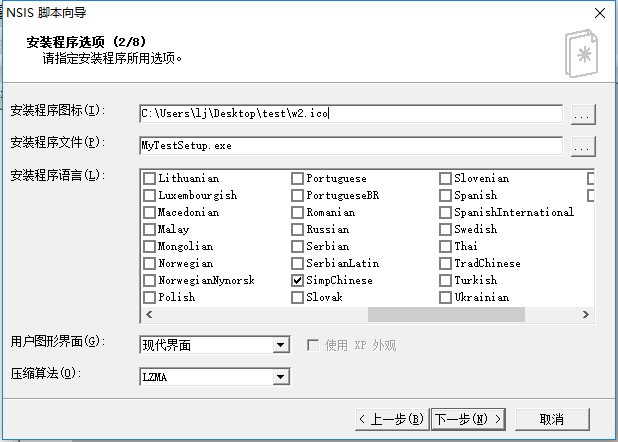 NSIS 脚本向导
安装程序选项 (2/8)
请指定安装程序所用选项。
安装程序图标(I):
C:\Users\lj\Desktop\test\w2.ico
...
安装程序文件(P):
MyTestSetup.exe
...
安装程序语言(L):
Lithuanian Portuguese Slovenian
Luxembourgish PortugueseBR Spanish
Macedonian Romanian SpanishInternational
Malay Russian Swedish
Mongolian Serbian Thai
Norwegian SerbianLatin TradChinese
NorwegianNynorsk SimpChinese Turkish
Polish Slovak Ukrainian
用户图形界面(G):
现代界面
使用 XP 外观
压缩算法(O):
LZMA
< 上一步(B) 下一步(N) > 取消